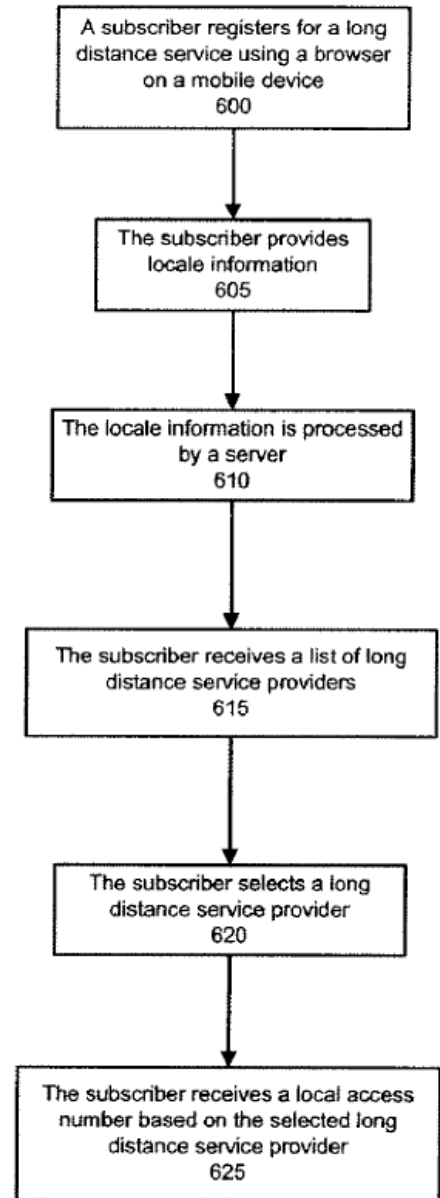 A subscriber registers for a long
distance service using a browser
on a mobile device
600
The subscriber provides
locale information
605
The locale information is processed
by a server
610
The subscriber receives a list of long
distance service providers
615
The subscriber selects a long
distance service provider
620
The subscriber receives a local access
number based on the selected long
distance service provider
625